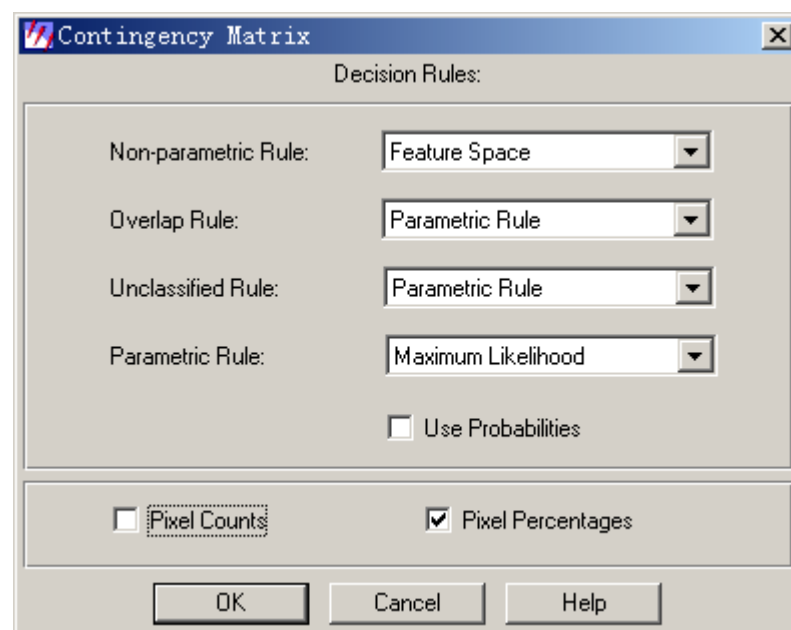 Contingency Matrix
Decision Rules:
Non-parametric Rule: Feature Space
Overlap Rule: Parametric Rule
Unclassified Rule: Parametric Rule
Parametric Rule: Maximum Likelihood
Use Probabilities
Pixel Counts Pixel Percentages
OK Cancel Help